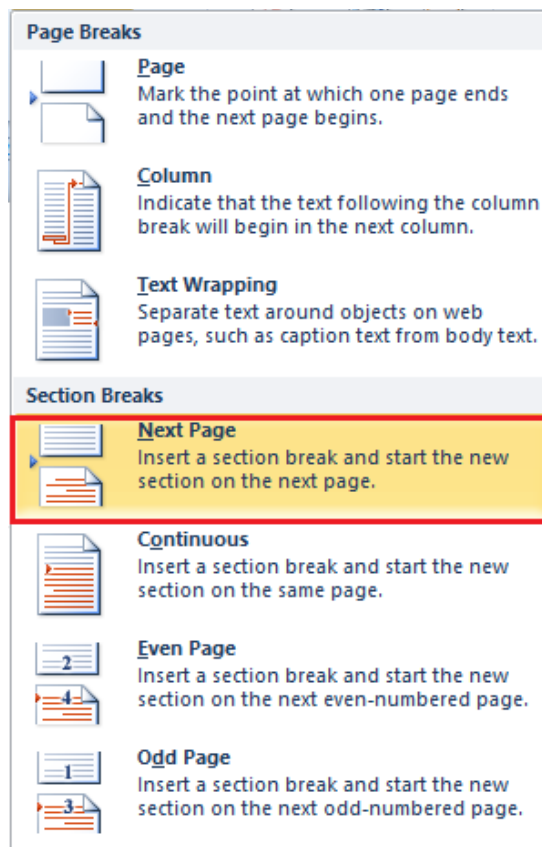 Page Breaks
Page
Mark the point at which one page ends
and the next page begins.
Column
Indicate that the text following the column
break will begin in the next column.
Text Wrapping
Separate text around objects on web
pages, such as caption text from body text.
Section Breaks
Next Page
Insert a section break and start the new
section on the next page.
Continuous
Insert a section break and start the new
section on the same page.
2
Even Page
Insert a section break and start the new
4
section on the next even-numbered page.
1
Odd Page
Insert a section break and start the new
3
section on the next odd-numbered page.